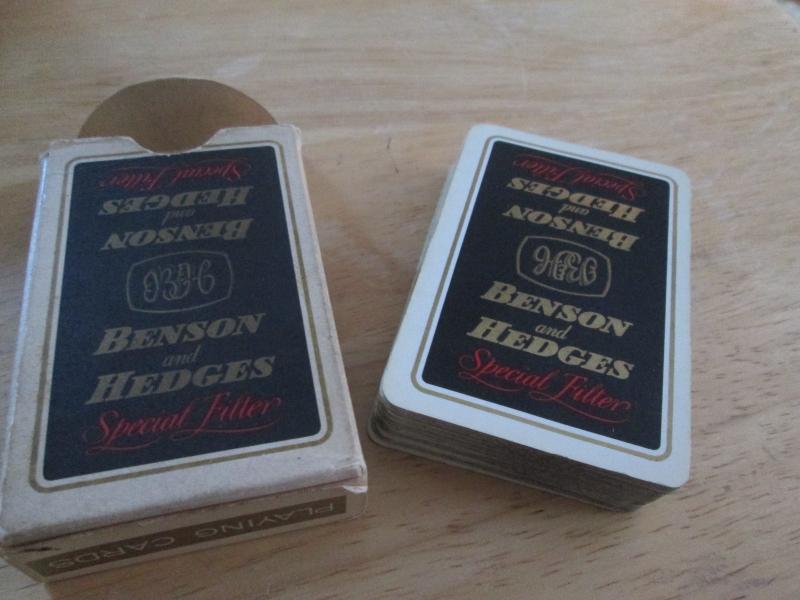 Special Filter
HEDGES
and
BENSON
BENSON
and
HEDGES
Special Filter
PLAYING CARDS
Special Filter
HEDGES
and
BENSON
BENSON
and
HEDGES
Special Filter